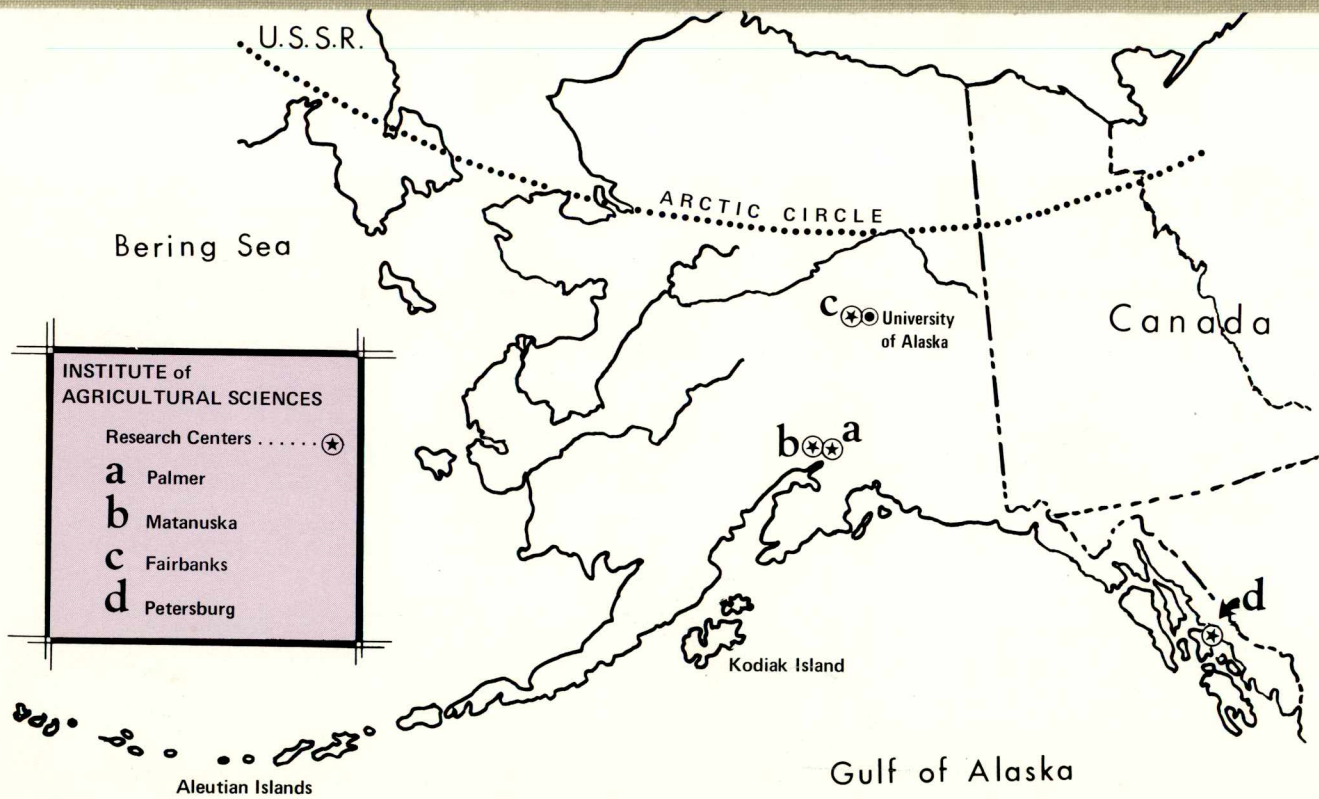 U.S.S.R.
ARCTIC CIRCLE
Bering Sea
c University
of Alaska
Canada
INSTITUTE of
AGRICULTURAL SCIENCES
Research Centers ......
a Palmer
b Matanuska
c Fairbanks
d Petersburg
b a
d
Kodiak Island
Gulf of Alaska
Aleutian Islands